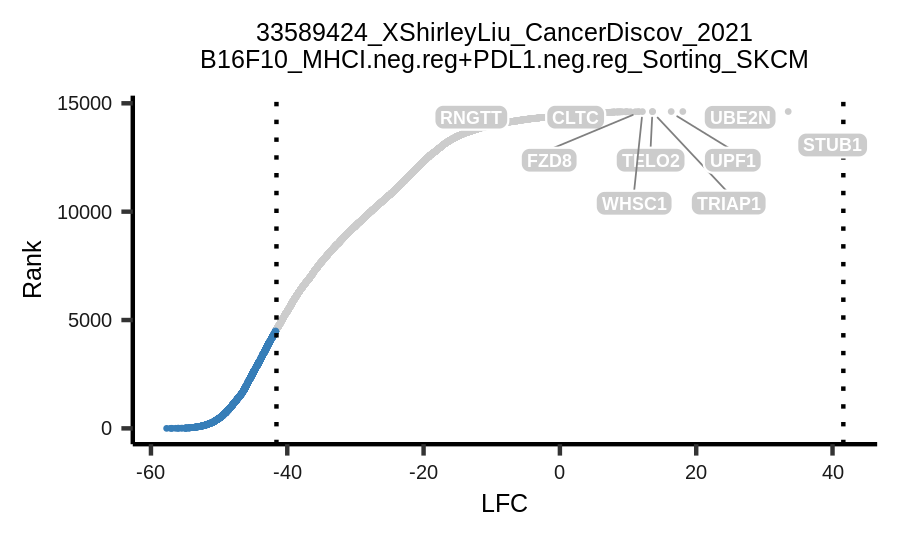 33589424_XShirleyLiu_CancerDiscov_2021
B16F10_MHCI.neg.reg+PDL1.neg.reg_Sorting_SKCM
15000
RNGTT
CLTC
UBE2N
STUB1
FZD8
TELO2
UPF1
WHSC1
TRIAP1
10000
Rank
5000
0
-60
-40
-20
0
20
40
LFC